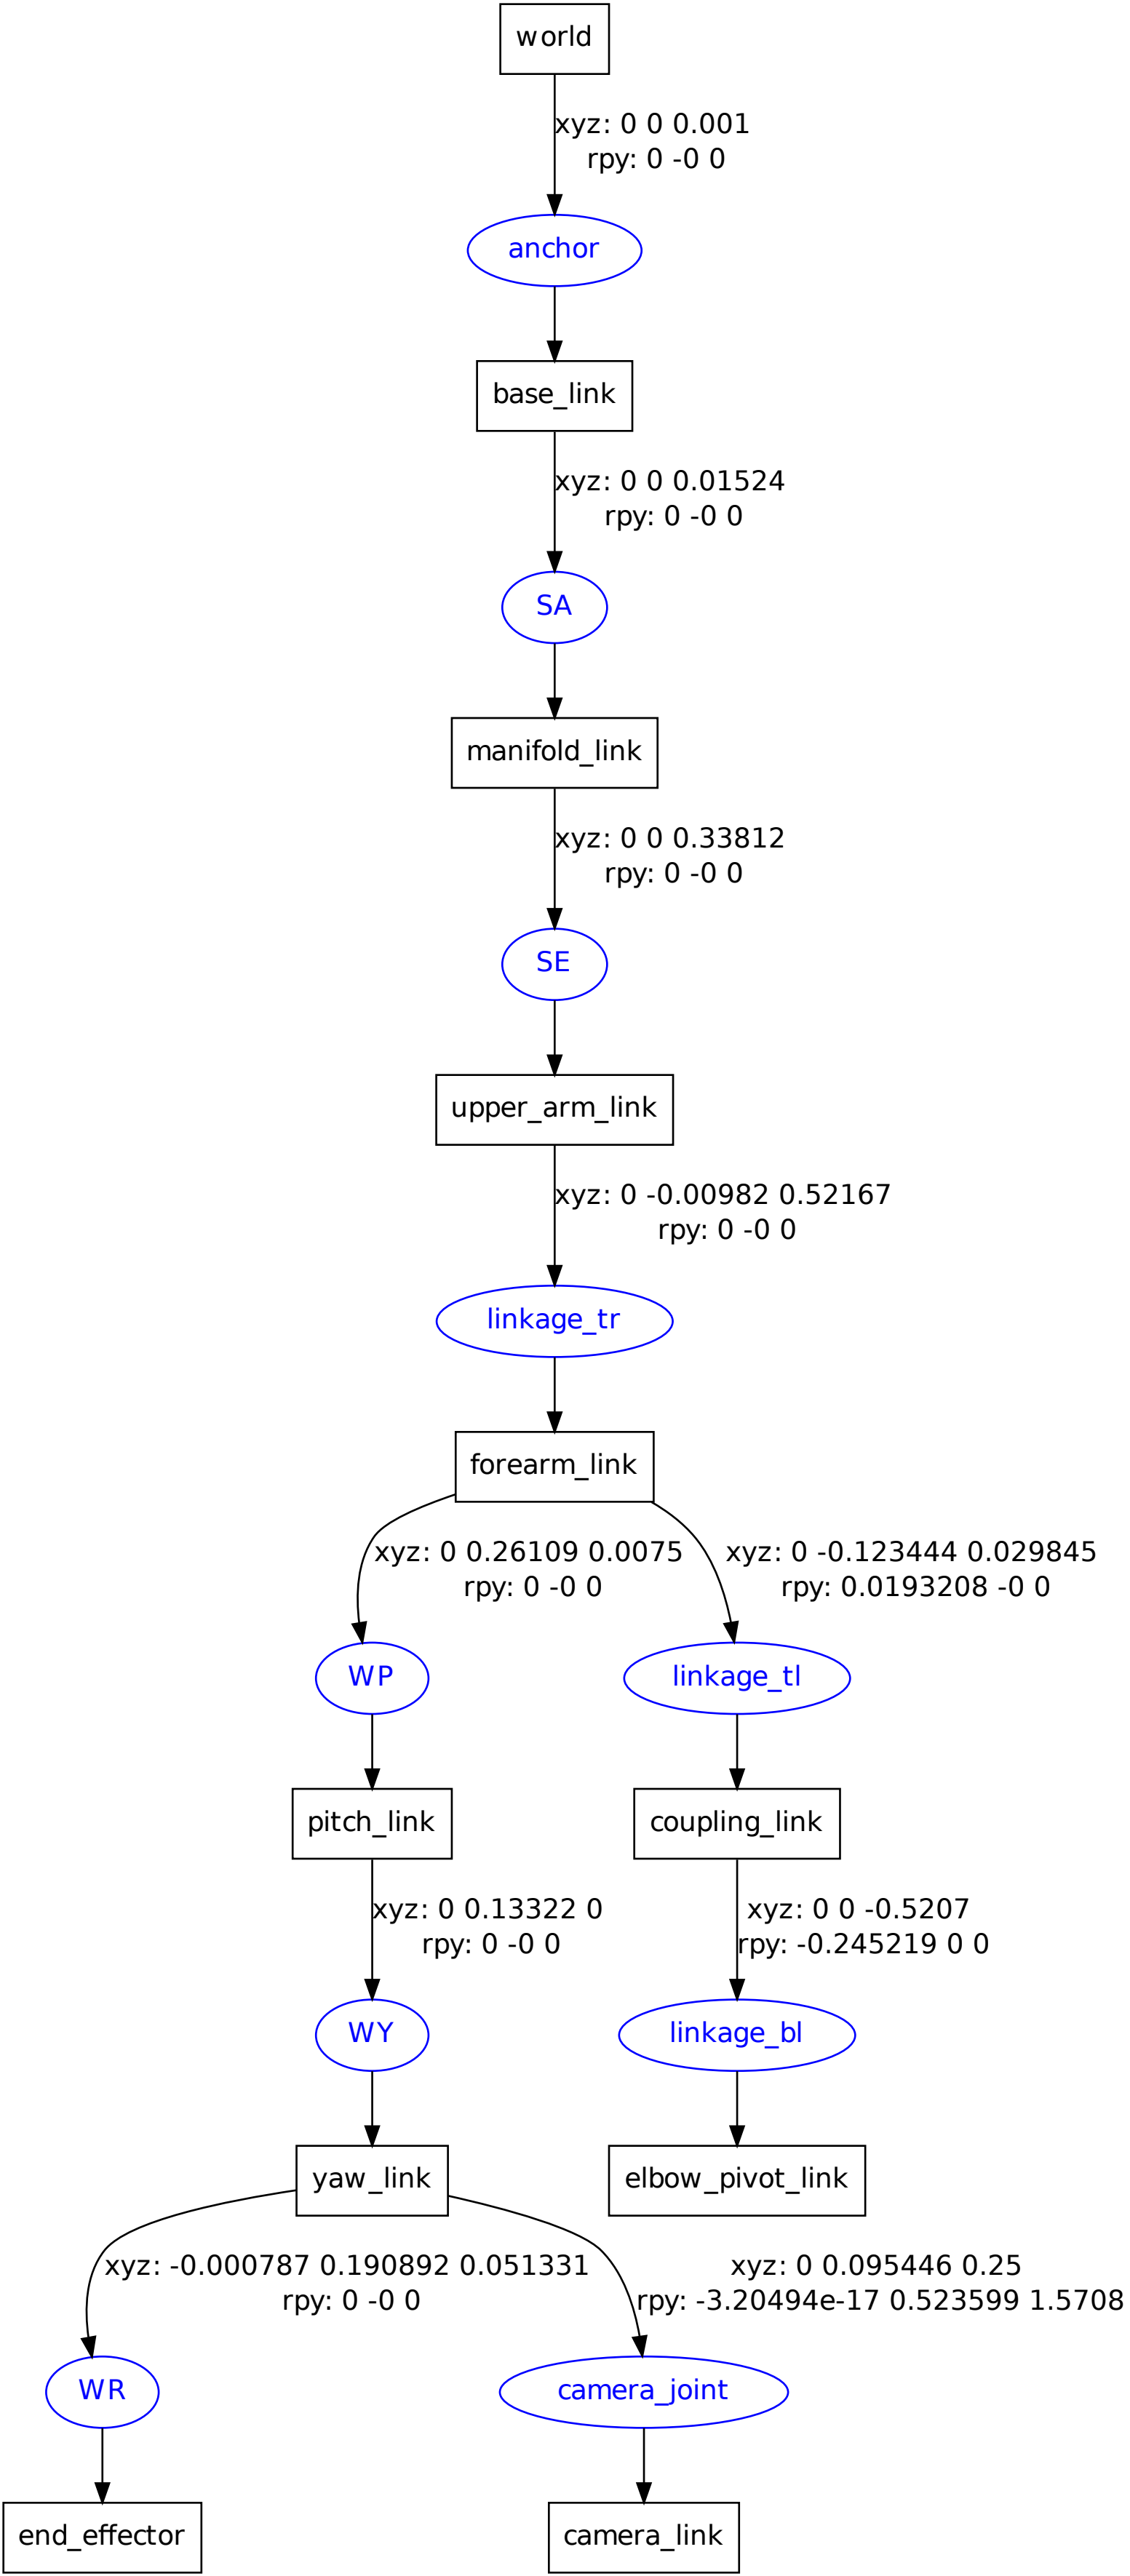 world
xyz: 0 0 0.001
rpy: 0 -0 0
anchor
base_link
xyz: 0 0 0.01524
rpy: 0 -0 0
SA
manifold_link
xyz: 0 0 0.33812
rpy: 0 -0 0
SE
upper_arm_link
xyz: 0 -0.00982 0.52167
rpy: 0 -0 0
linkage_tr
forearm_link
xyz: 0 0.26109 0.0075
rpy: 0 -0 0
xyz: 0 -0.123444 0.029845
rpy: 0.0193208 -0 0
WP
linkage_tl
pitch_link
coupling_link
xyz: 0 0.13322 0
rpy: 0 -0 0
xyz: 0 0 -0.5207
rpy: -0.245219 0 0
WY
linkage_bl
yaw_link
elbow_pivot_link
xyz: -0.000787 0.190892 0.051331
rpy: 0 -0 0
xyz: 0 0.095446 0.25
rpy: -3.20494e-17 0.523599 1.5708
WR
camera_joint
end_effector
camera_link